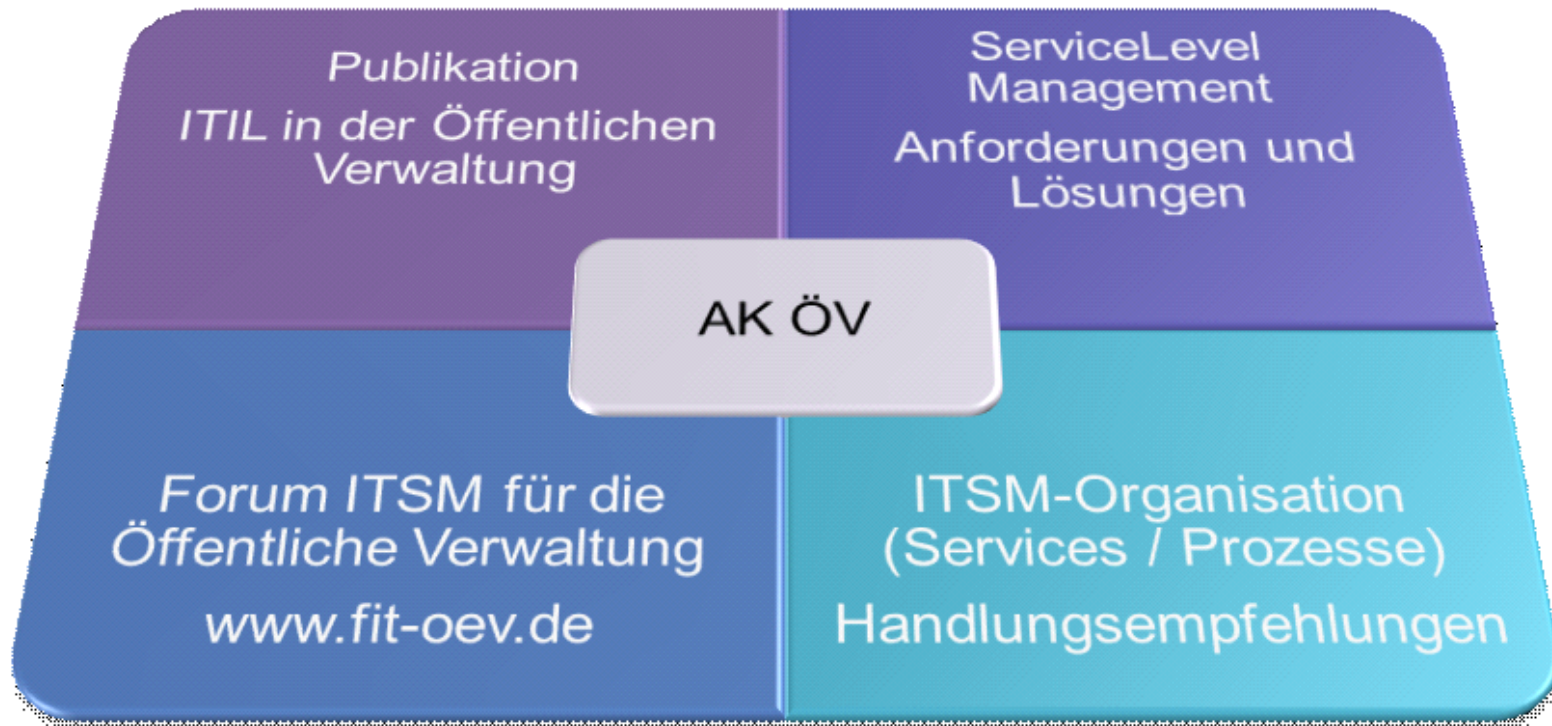 Publikation
ITIL in der Öffentlichen
Verwaltung
ServiceLevel
Management
Anforderungen und
Lösungen
AK ÖV
Forum ITSM für die
Öffentliche Verwaltung
www.fit-oev.de
ITSM-Organisation
(Services / Prozesse)
Handlungsempfehlungen